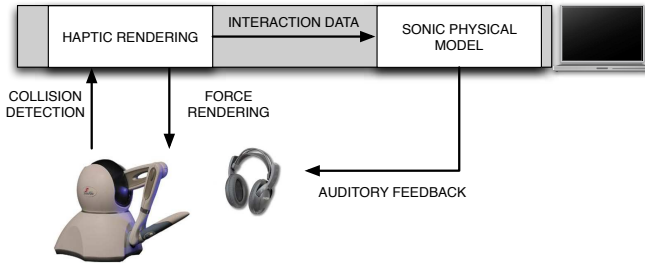 INTERACTION DATA
HAPTIC RENDERING
SONIC PHYSICAL
MODEL
COLLISION
DETECTION
FORCE
RENDERING
AUDITORY FEEDBACK